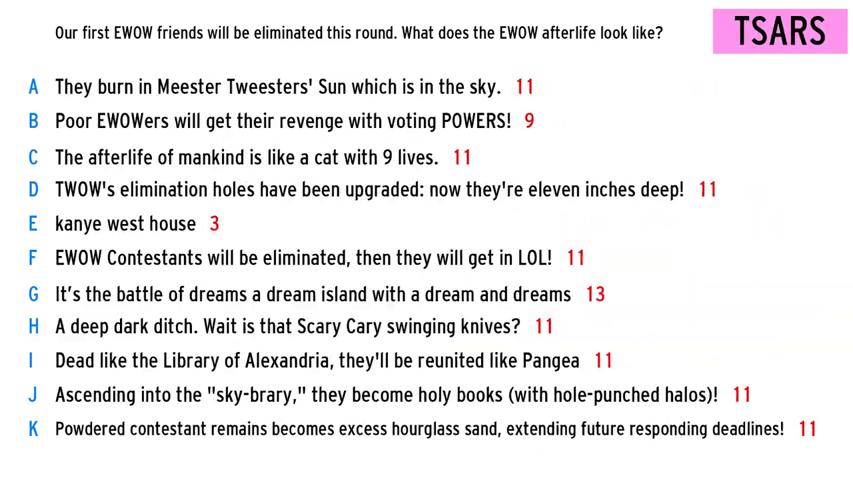 Our first EWOW friends will be eliminated this round. What does the EWOW afterlife look like?
TSARS
A They burn in Meester Tweesters' Sun which is in the sky. 11
B Poor EWOWers will get their revenge with voting POWERS! 9
C The afterlife of mankind is like a cat with 9 lives. 11
D TWOW's elimination holes have been upgraded: now they're eleven inches deep! 11
E kanye west house 3
F EWOW Contestants will be eliminated, then they will get in LOL! 11
G It’s the battle of dreams a dream island with a dream and dreams 13
H A deep dark ditch. Wait is that Scary Cary swinging knives? 11
I Dead like the Library of Alexandria, they'll be reunited like Pangea 11
J Ascending into the "sky-brary," they become holy books (with hole-punched halos)! 11
K Powdered contestant remains becomes excess hourglass sand, extending future responding deadlines! 11